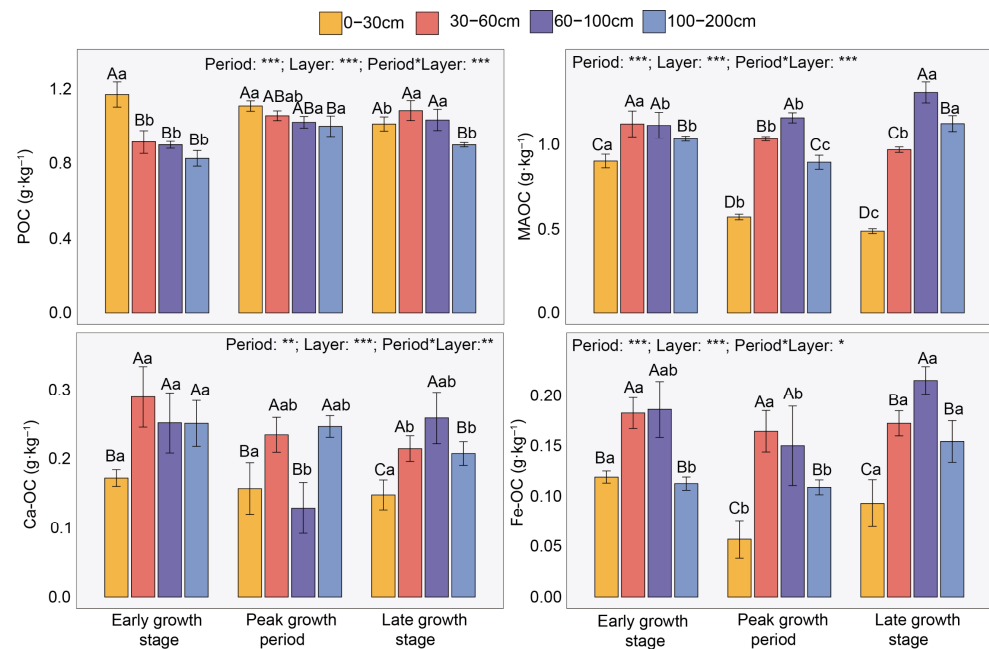 0−30cm 30−60cm 60−100cm 100−200cm
Period: ***; Layer: ***; Period*Layer: ***
POC (g·kg⁻¹)
1.2
0.8
0.4
0.0
Aa Bb Bb Bb
Aa ABab ABa Ba
Ab Aa Aa Bb
Period: ***; Layer: ***; Period*Layer: ***
MAOC (g·kg⁻¹)
1.0
0.5
0.0
Ca Aa Ab Bb
Db Bb Ab Cc
Dc Cb Aa Ba
Period: **; Layer: ***; Period*Layer:**
Ca-OC (g·kg⁻¹)
0.3
0.2
0.1
0.0
Ba Aa Aa Aa
Ba Aab Bb Aab
Ca Ab Aa Bb
Early growth
stage
Peak growth
period
Late growth
stage
Period: ***; Layer: ***; Period*Layer: *
Fe-OC (g·kg⁻¹)
0.20
0.15
0.10
0.05
0.00
Ba Aa Aab Bb
Cb Aa Ab Bb
Ca Ba Aa Ba
Early growth
stage
Peak growth
period
Late growth
stage